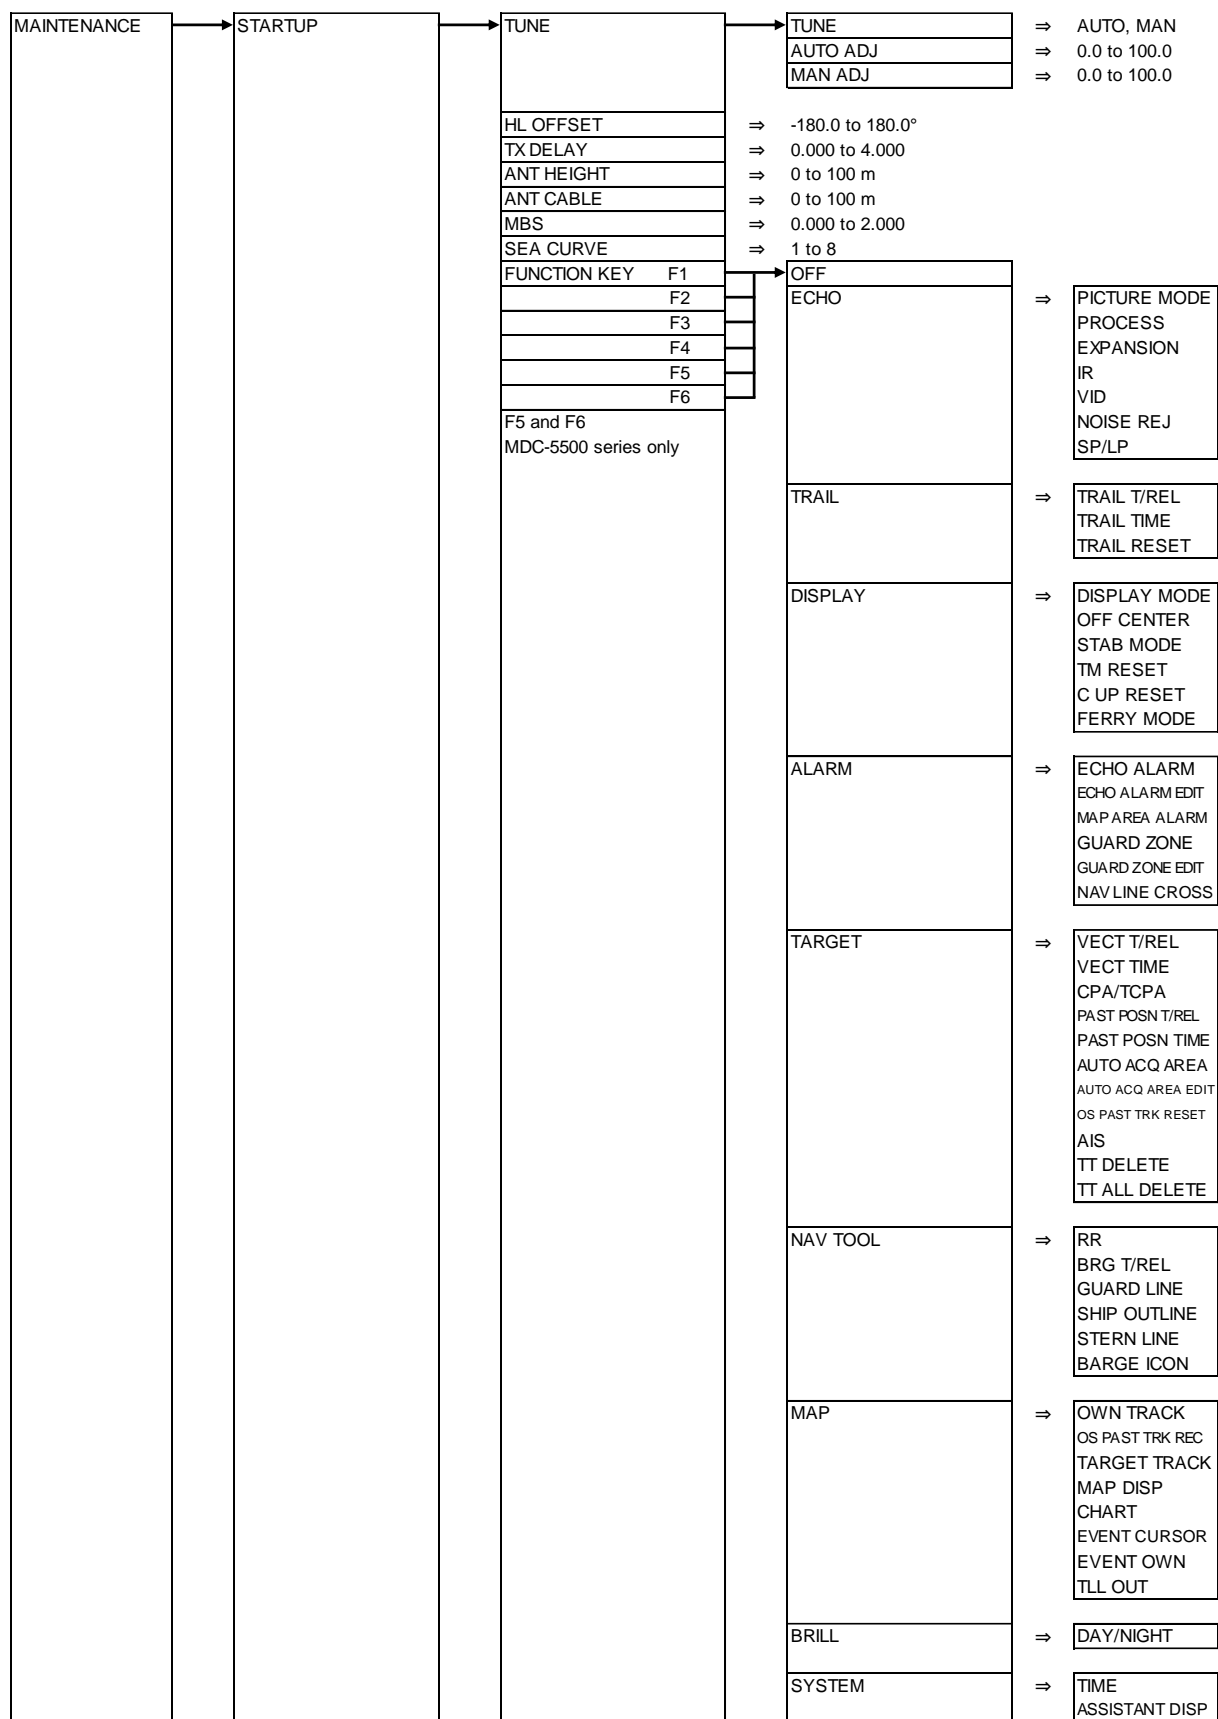 MAINTENANCE STARTUP TUNE TUNE ⇒ AUTO, MAN
AUTO ADJ ⇒ 0.0 to 100.0
MAN ADJ ⇒ 0.0 to 100.0
HL OFFSET ⇒ -180.0 to 180.0°
TX DELAY ⇒ 0.000 to 4.000
ANT HEIGHT ⇒ 0 to 100 m
ANT CABLE ⇒ 0 to 100 m
MBS ⇒ 0.000 to 2.000
SEA CURVE ⇒ 1 to 8
FUNCTION KEY F1 OFF
F2 ECHO ⇒ PICTURE MODE
F3 PROCESS
F4 EXPANSION
F5 IR
F6 VID
F5 and F6 NOISE REJ
MDC-5500 series only SP/LP
TRAIL ⇒ TRAIL T/REL
TRAIL TIME
TRAIL RESET
DISPLAY ⇒ DISPLAY MODE
OFF CENTER
STAB MODE
TM RESET
C UP RESET
FERRY MODE
ALARM ⇒ ECHO ALARM
ECHO ALARM EDIT
MAP AREA ALARM
GUARD ZONE
GUARD ZONE EDIT
NAV LINE CROSS
TARGET ⇒ VECT T/REL
VECT TIME
CPA/TCPA
PAST POSN T/REL
PAST POSN TIME
AUTO ACQ AREA
AUTO ACQ AREA EDIT
OS PAST TRK RESET
AIS
TT DELETE
TT ALL DELETE
NAV TOOL ⇒ RR
BRG T/REL
GUARD LINE
SHIP OUTLINE
STERN LINE
BARGE ICON
MAP ⇒ OWN TRACK
OS PAST TRK REC
TARGET TRACK
MAP DISP
CHART
EVENT CURSOR
EVENT OWN
TLL OUT
BRILL ⇒ DAY/NIGHT
SYSTEM ⇒ TIME
ASSISTANT DISP